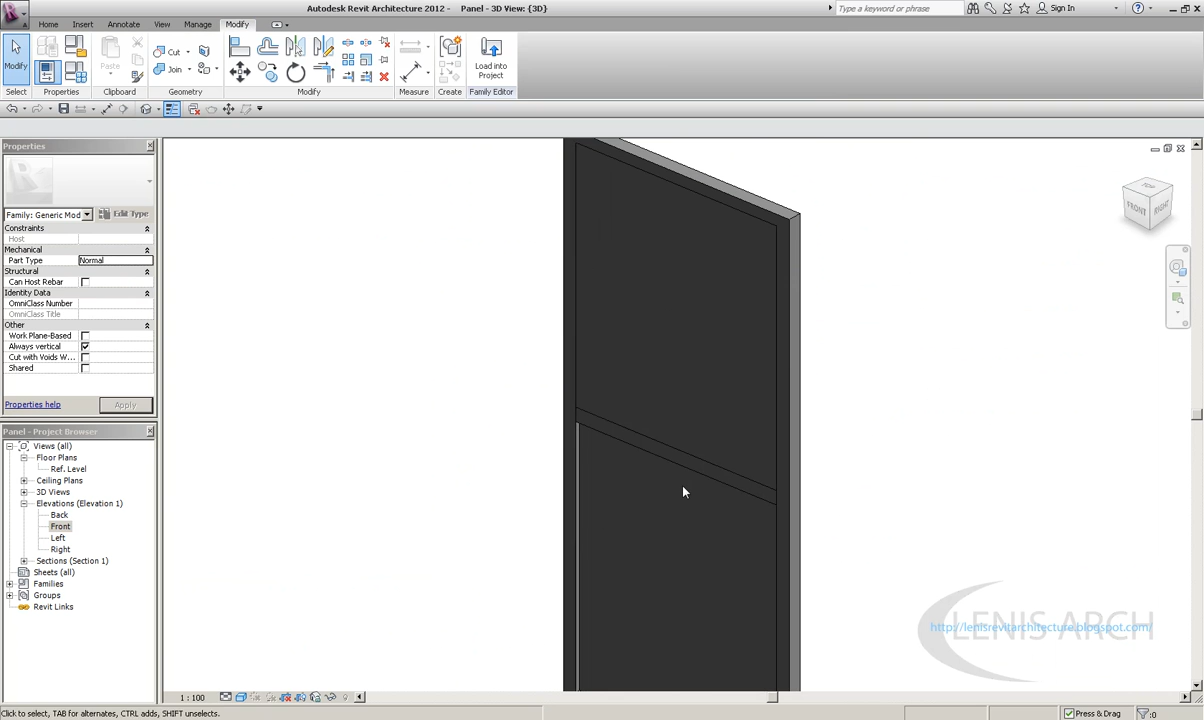 Autodesk Revit Architecture 2012 - Panel - 3D View: {3D}
Type a keyword or phrase
Sign In
Home Insert Annotate View Manage Modify
Modify
Paste
Cut
Join
Load into
Project
Select Properties Clipboard Geometry Modify Measure Create Family Editor
Properties
Family: Generic Mod
Edit Type
Constraints
Host
Mechanical
Part Type Normal
Structural
Can Host Rebar
Identity Data
OmniClass Number
OmniClass Title
Other
Work Plane-Based
Always vertical
Cut with Voids W...
Shared
Properties help
Apply
Panel - Project Browser
Views (all)
Floor Plans
Ref. Level
Ceiling Plans
3D Views
Elevations (Elevation 1)
Back
Front
Left
Right
Sections (Section 1)
Sheets (all)
Families
Groups
Revit Links
TOP
FRONT
RIGHT
LENIS ARCH
http://lenisrevitarchitecture.blogspot.com/
1 : 100
Click to select, TAB for alternates, CTRL adds, SHIFT unselects.
Press & Drag
:0